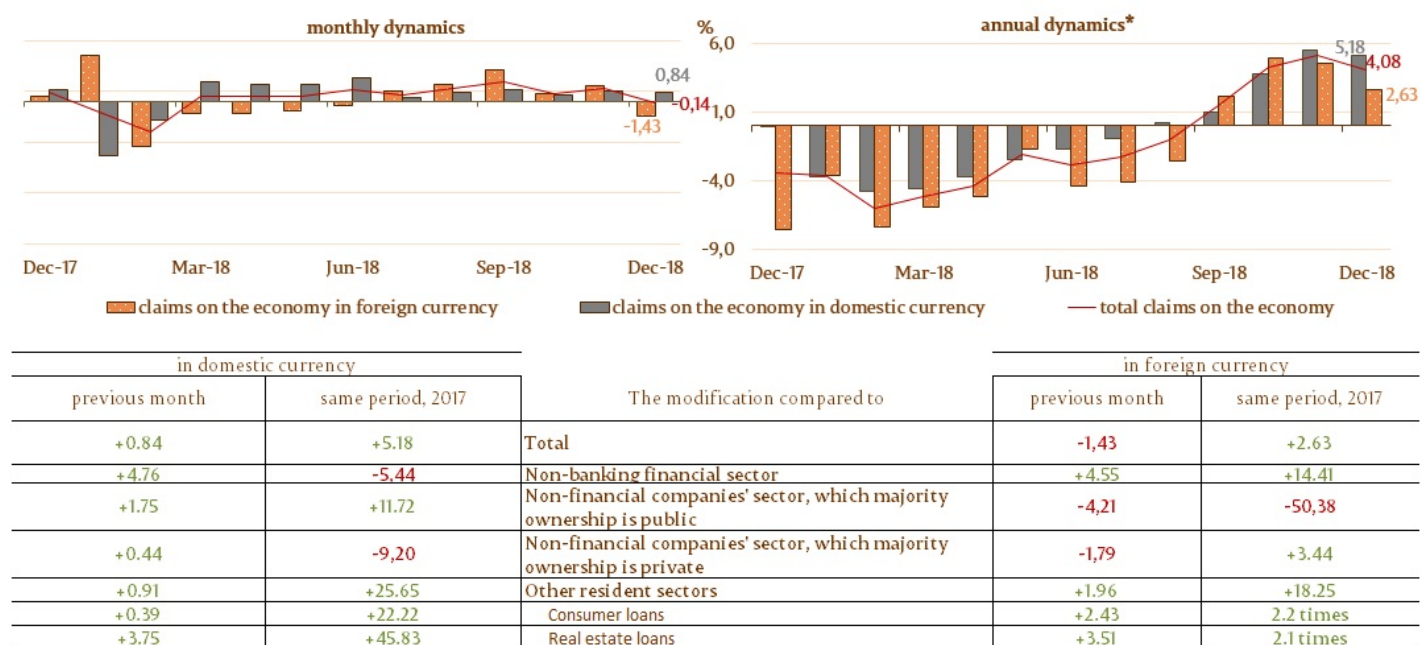 monthly dynamics
%
annual dynamics*
6,0
1,0
-4,0
-9,0
0,84
-0,14
-1,43
5,18
4,08
2,63
Dec-17 Mar-18 Jun-18 Sep-18 Dec-18
Dec-17 Mar-18 Jun-18 Sep-18 Dec-18
claims on the economy in foreign currency claims on the economy in domestic currency total claims on the economy
in domestic currency in foreign currency
previous month same period, 2017 The modification compared to previous month same period, 2017
+0.84 +5.18 Total -1,43 +2.63
+4.76 -5,44 Non-banking financial sector +4.55 +14.41
+1.75 +11.72 Non-financial companies' sector, which majority
ownership is public -4,21 -50,38
+0.44 -9,20 Non-financial companies' sector, which majority
ownership is private -1,79 +3.44
+0.91 +25.65 Other resident sectors +1.96 +18.25
+0.39 +22.22 Consumer loans +2.43 2.2 times
+3.75 +45.83 Real estate loans +3.51 2.1 times